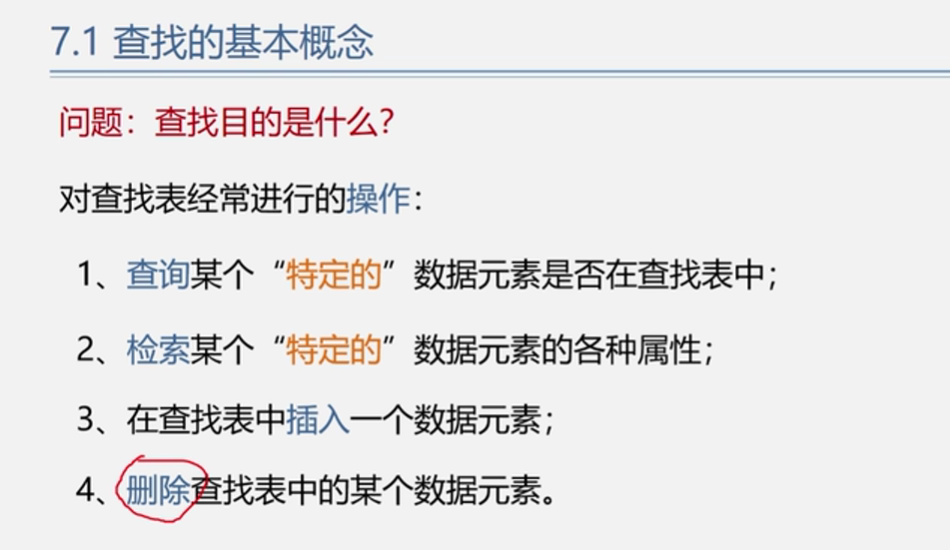 7.1 查找的基本概念
问题：查找目的是什么？
对查找表经常进行的操作：
1、查询某个“特定的”数据元素是否在查找表中；
2、检索某个“特定的”数据元素的各种属性；
3、在查找表中插入一个数据元素；
4、删除查找表中的某个数据元素。